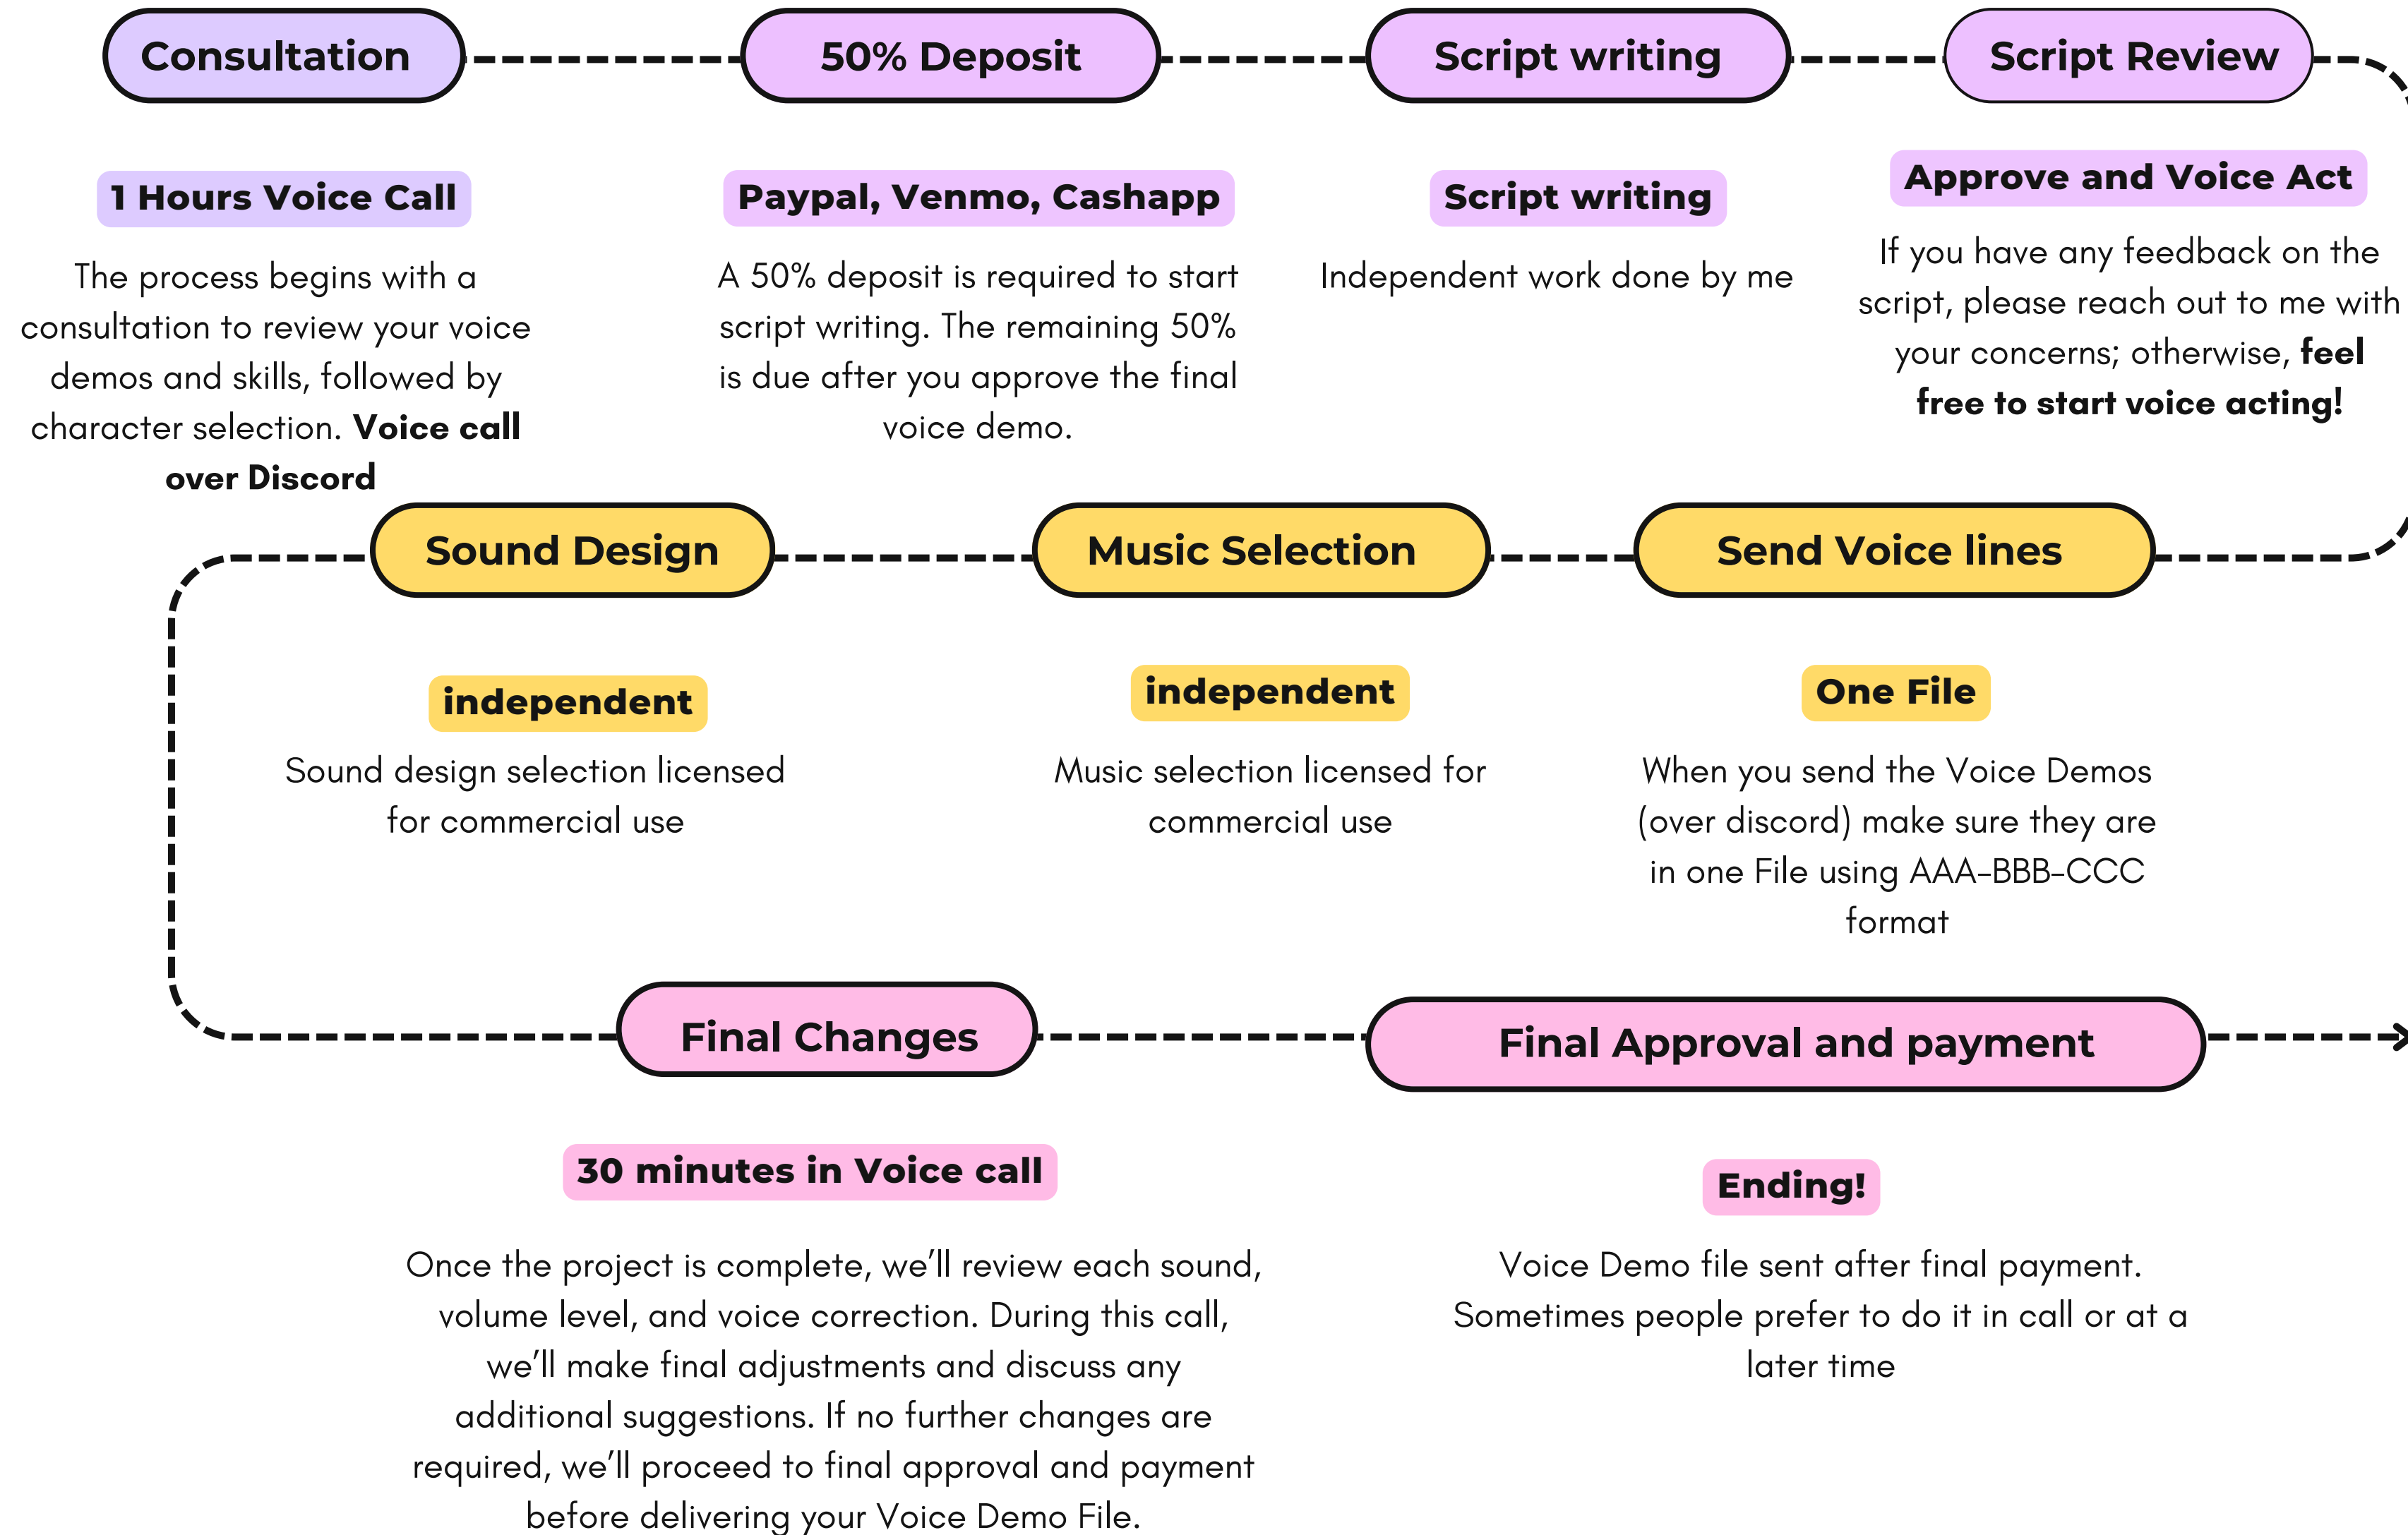 Consultation
50% Deposit
Script writing
Script Review
1 Hours Voice Call
The process begins with a
consultation to review your voice
demos and skills, followed by
character selection. Voice call
over Discord
Paypal, Venmo, Cashapp
A 50% deposit is required to start
script writing. The remaining 50%
is due after you approve the final
voice demo.
Script writing
Independent work done by me
Approve and Voice Act
If you have any feedback on the
script, please reach out to me with
your concerns; otherwise, feel
free to start voice acting!
Sound Design
Music Selection
Send Voice lines
independent
Sound design selection licensed
for commercial use
independent
Music selection licensed for
commercial use
One File
When you send the Voice Demos
(over discord) make sure they are
in one File using AAA-BBB-CCC
format
Final Changes
Final Approval and payment
30 minutes in Voice call
Once the project is complete, we’ll review each sound,
volume level, and voice correction. During this call,
we’ll make final adjustments and discuss any
additional suggestions. If no further changes are
required, we’ll proceed to final approval and payment
before delivering your Voice Demo File.
Ending!
Voice Demo file sent after final payment.
Sometimes people prefer to do it in call or at a
later time